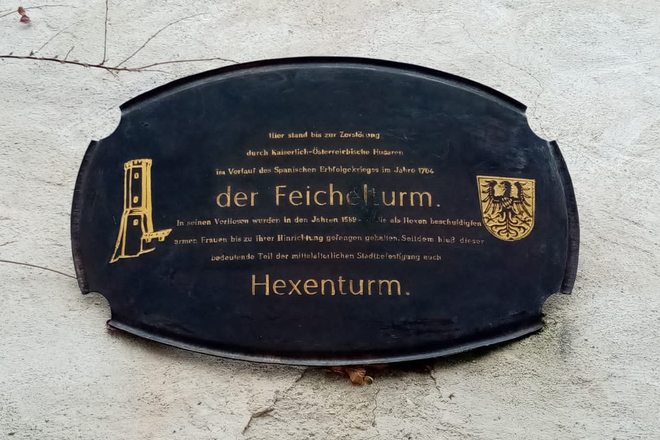 Hier stand bis zur Zerstörung
durch Kaiserlich-Österreichische Husaren
im Verlauf des Spanischen Erbfolgekrieges im Jahre 1704
der Feichelturm.
In seinen Verliesen wurden in den Jahren 1589 - die als Hexen beschuldigten
armen Frauen bis zu ihrer Hinrichtung gefangen gehalten. Seitdem hieß dieser
bedeutende Teil der mittelalterlichen Stadtbefestigung auch
Hexenturm.